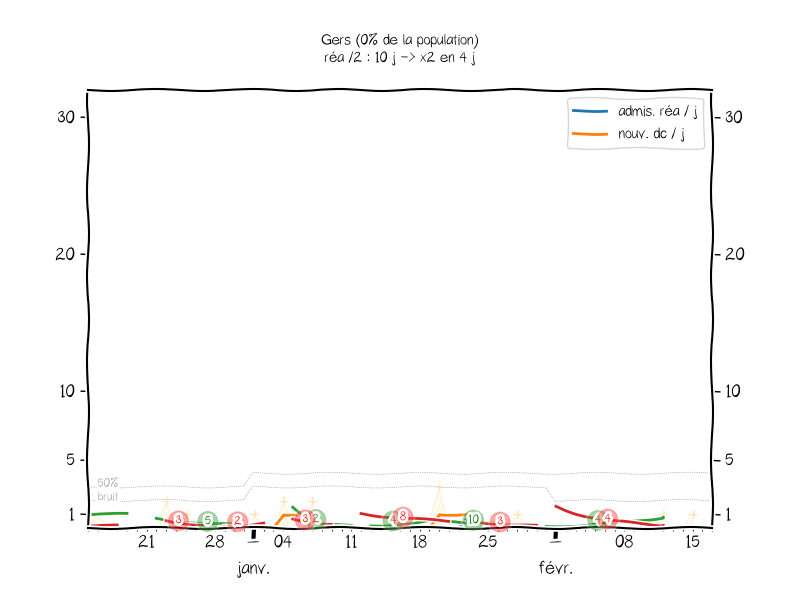 Gers (0% de la population)
réa /2 : 10 j -> x2 en 4 j
admis. réa / j
nouv. dc / j
30 30
20 20
10 10
5 5
50%
bruit
1 1
3 5 2 3 2 8 10 3 4
21 28 04 11 18 25 08 15
janv. févr.